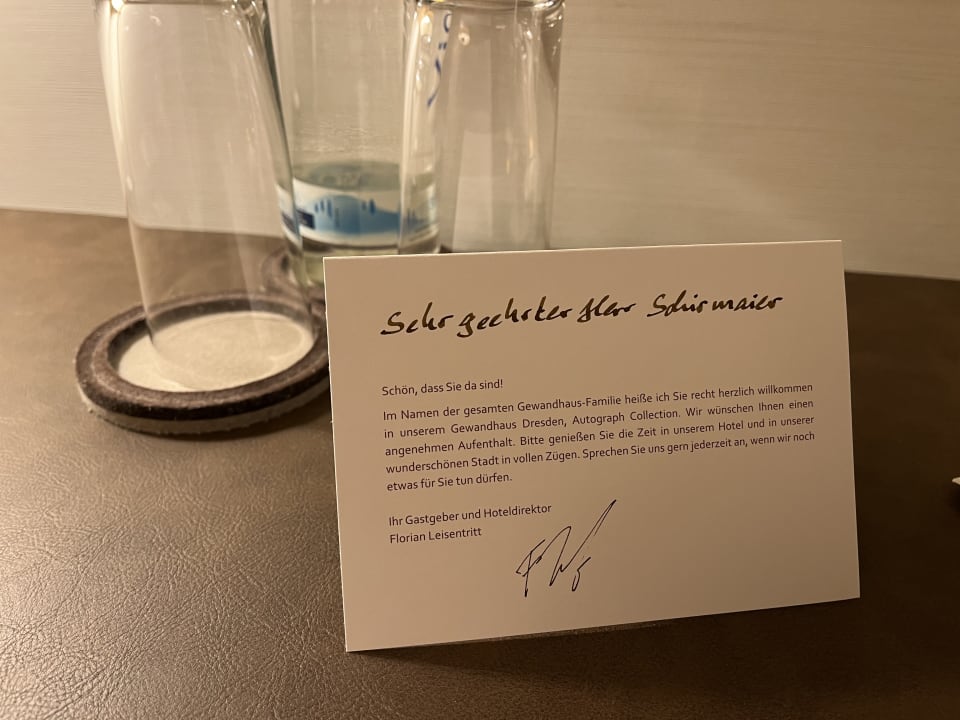 Sehr geehrter Herr Schirmaier
Schön, dass Sie da sind!
Im Namen der gesamten Gewandhaus-Familie heiße ich Sie recht herzlich willkommen
in unserem Gewandhaus Dresden, Autograph Collection. Wir wünschen Ihnen einen
angenehmen Aufenthalt. Bitte genießen Sie die Zeit in unserem Hotel und in unserer
wunderschönen Stadt in vollen Zügen. Sprechen Sie uns gern jederzeit an, wenn wir noch
etwas für Sie tun dürfen.
Ihr Gastgeber und Hoteldirektor
Florian Leisentritt